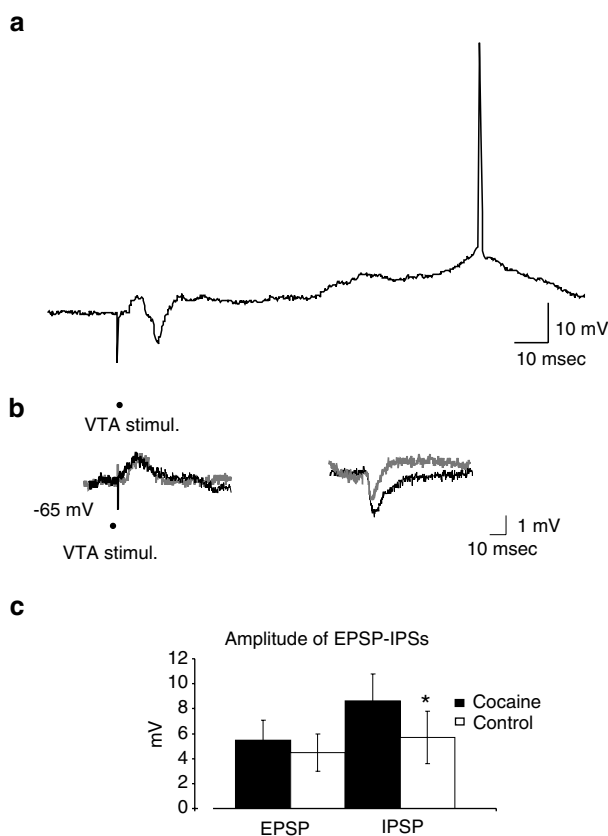 a
10 mV
10 msec
b
VTA stimul.
-65 mV
VTA stimul.
1 mV
10 msec
c
Amplitude of EPSP-IPSs
12
10
8
6
4
2
0
mV
*
Cocaine
Control
EPSP
IPSP